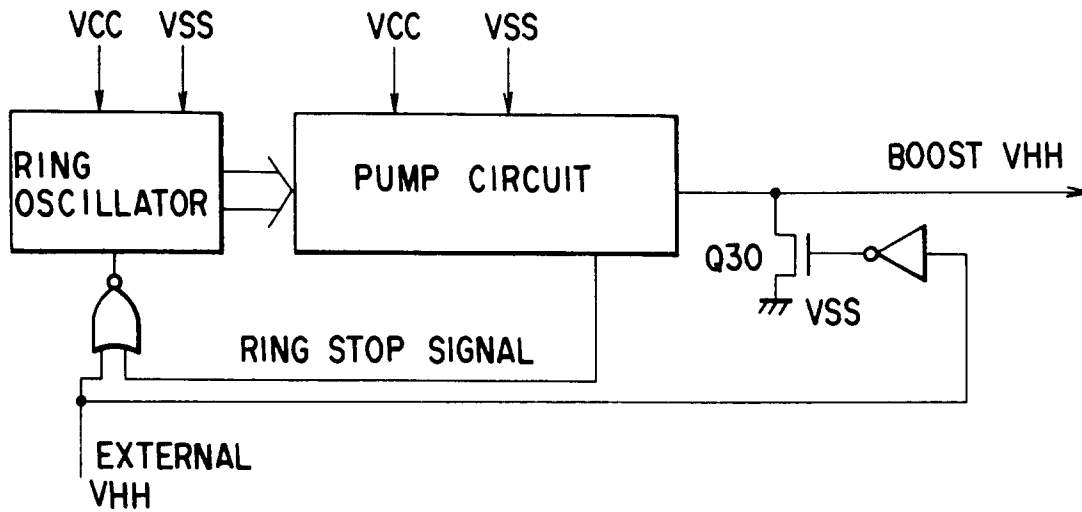 VCC VSS VCC VSS
RING
OSCILLATOR
PUMP CIRCUIT
BOOST VHH
Q30
VSS
RING STOP SIGNAL
EXTERNAL
VHH